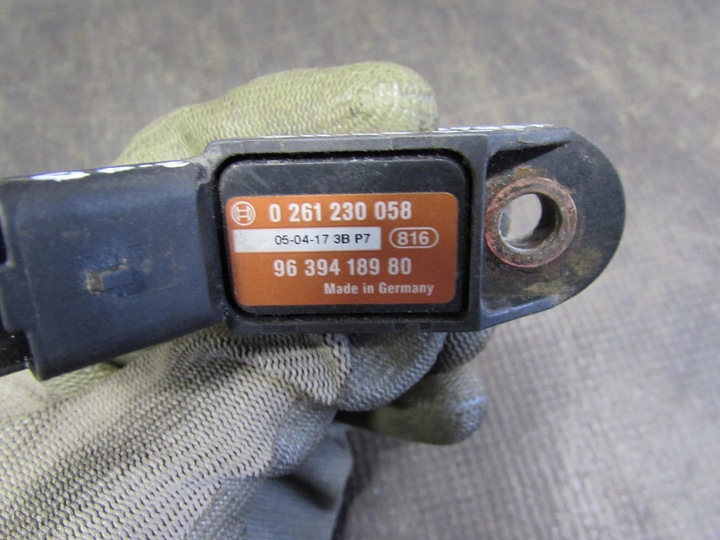 0 261 230 058
05-04-17 3B P7 816
96 394 189 80
Made in Germany